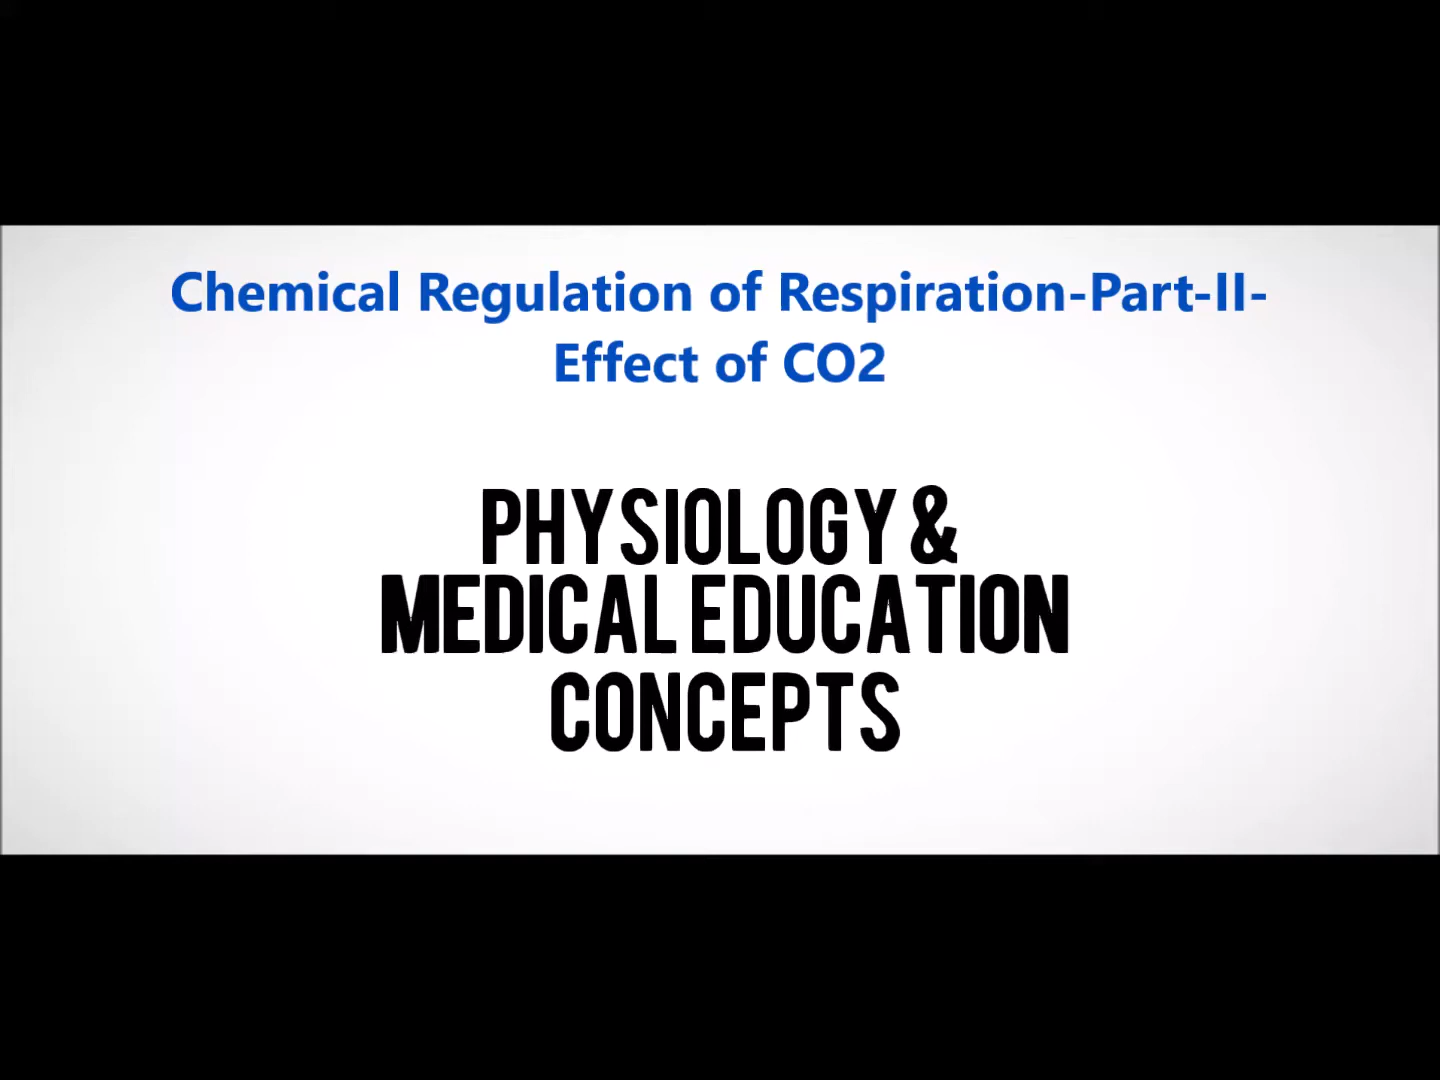 Chemical Regulation of Respiration-Part-II-
Effect of CO2
PHYSIOLOGY &
MEDICAL EDUCATION
CONCEPTS